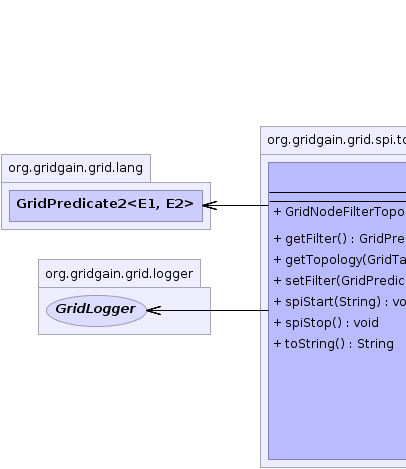 org.gridgain.grid.spi.to
org.gridgain.grid.lang
GridPredicate2<E1, E2>
+ GridNodeFilterTopo
+ getFilter() : GridPre
+ getTopology(GridTa
+ setFilter(GridPredic
+ spiStart(String) : vo
+ spiStop() : void
+ toString() : String
org.gridgain.grid.logger
GridLogger